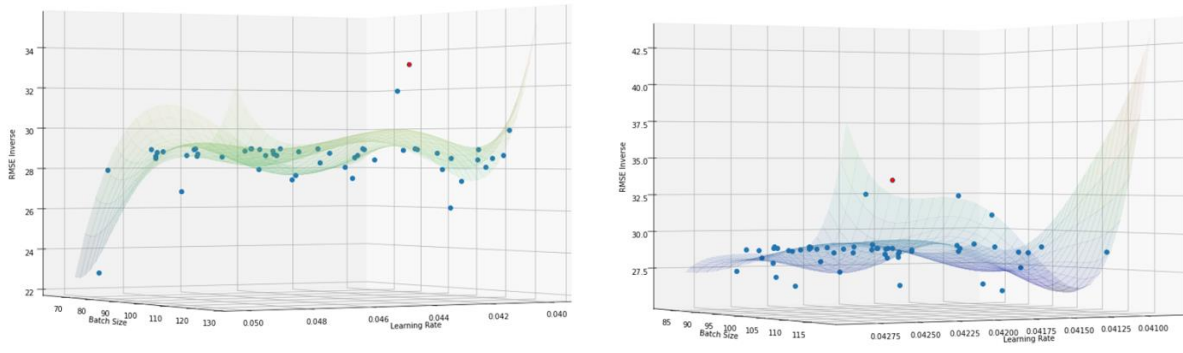 34
32
30
28
26
24
22
RMSE Inverse
70 80 90 100 110 120 130
Batch Size
0.050 0.048 0.046 0.044 0.042 0.040
Learning Rate
42.5
40.0
37.5
35.0
32.5
30.0
27.5
RMSE Inverse
85 90 95 100 105 110 115
Batch Size
0.04275 0.04250 0.04225 0.04200 0.04175 0.04150 0.04125 0.04100
Learning Rate